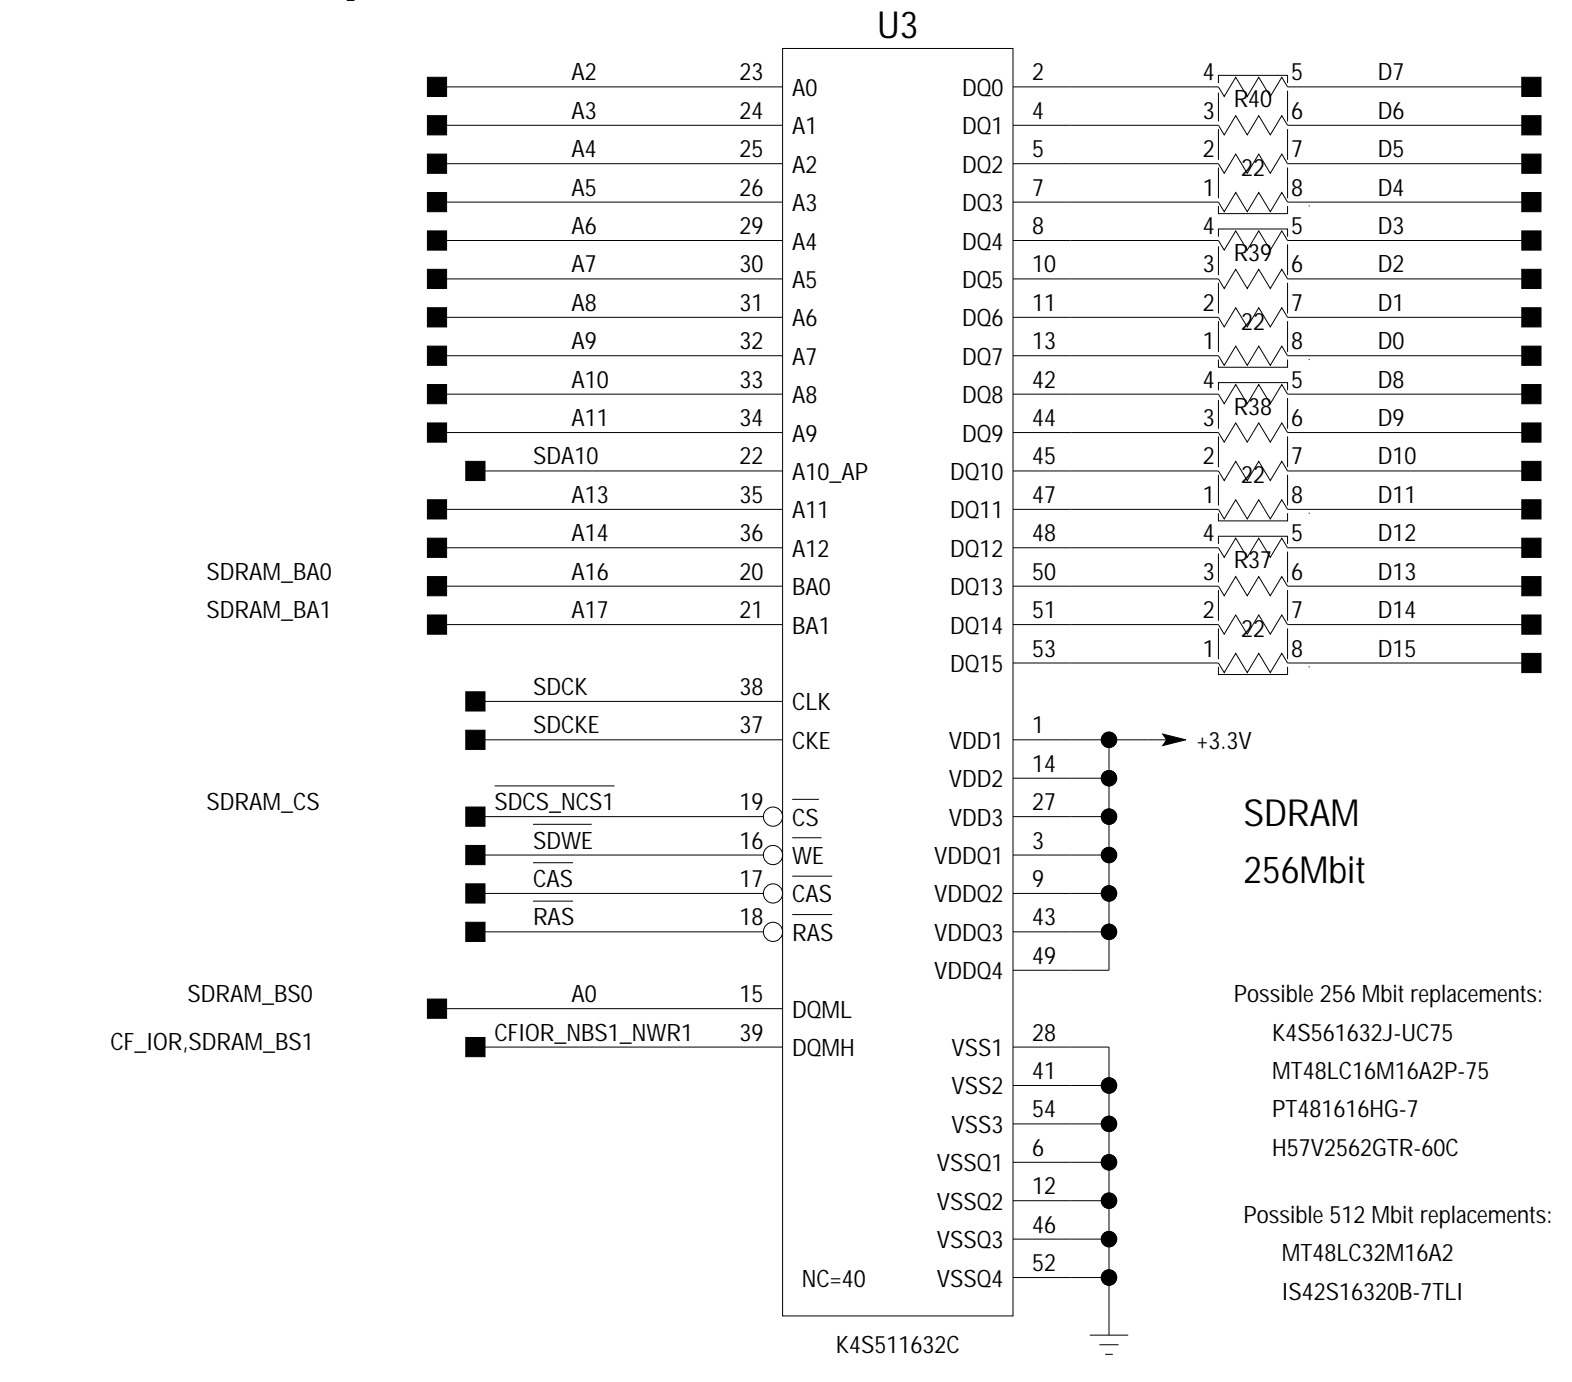 U3
A2 23 A0 DQ0 2 4 5 D7
R40
A3 24 A1 DQ1 4 3 6 D6
A4 25 A2 DQ2 5 2 7 D5
22
A5 26 A3 DQ3 7 1 8 D4
A6 29 A4 DQ4 8 4 5 D3
R39
A7 30 A5 DQ5 10 3 6 D2
A8 31 A6 DQ6 11 2 7 D1
22
A9 32 A7 DQ7 13 1 8 D0
A10 33 A8 DQ8 42 4 5 D8
R38
A11 34 A9 DQ9 44 3 6 D9
SDA10 22 A10_AP DQ10 45 2 7 D10
22
A13 35 A11 DQ11 47 1 8 D11
A14 36 A12 DQ12 48 4 5 D12
R37
SDRAM_BA0 A16 20 BA0 DQ13 50 3 6 D13
SDRAM_BA1 A17 21 BA1 DQ14 51 2 7 D14
22
DQ15 53 1 8 D15
SDCK 38 CLK
SDCKE 37 CKE VDD1 1 +3.3V
VDD2 14
SDRAM_CS SDCS_NCS1 19 CS VDD3 27 SDRAM
SDWE 16 WE VDDQ1 3
256Mbit
CAS 17 CAS VDDQ2 9
RAS 18 RAS VDDQ3 43
VDDQ4 49
SDRAM_BS0 A0 15 DQML Possible 256 Mbit replacements:
CF_IOR,SDRAM_BS1 CFIOR_NBS1_NWR1 39 DQMH VSS1 28 K4S561632J-UC75
VSS2 41 MT48LC16M16A2P-75
VSS3 54 PT481616HG-7
VSSQ1 6 H57V2562GTR-60C
VSSQ2 12
Possible 512 Mbit replacements:
VSSQ3 46 MT48LC32M16A2
NC=40 VSSQ4 52 IS42S16320B-7TLI
K4S511632C